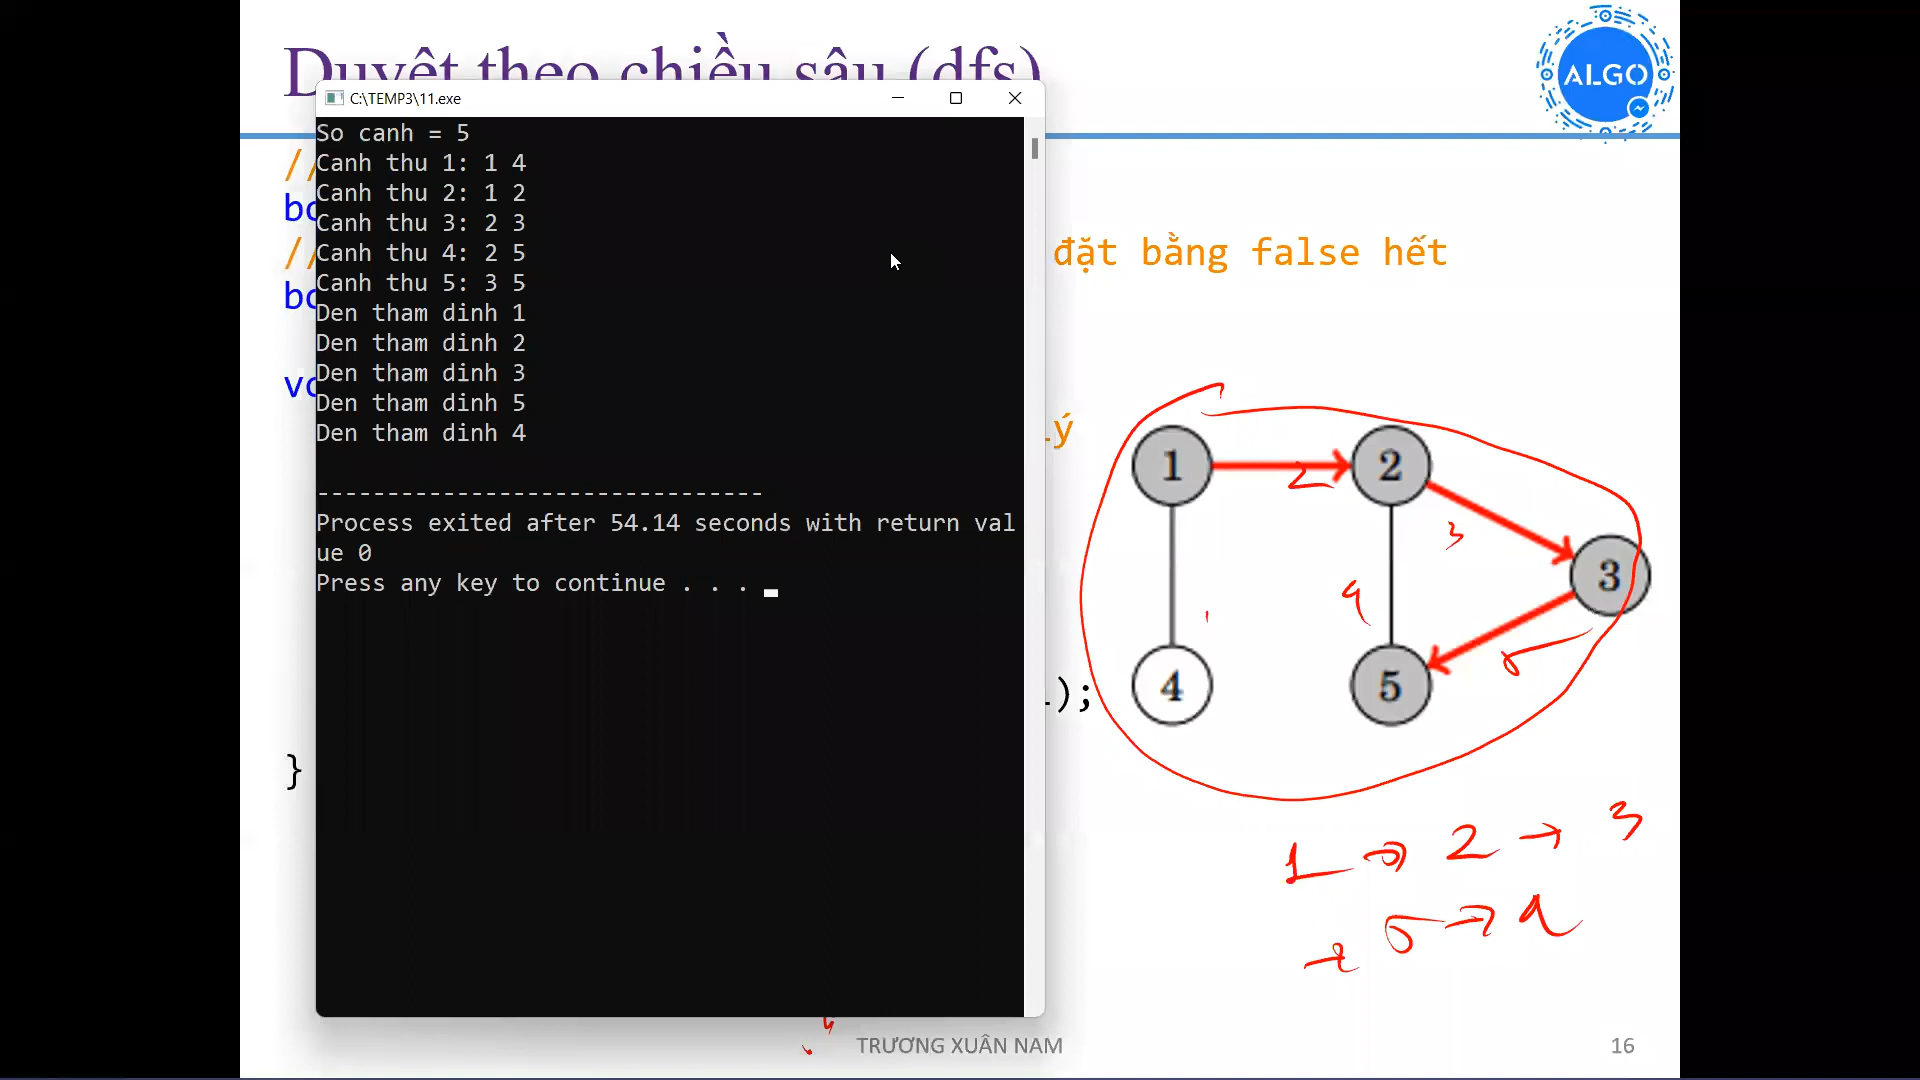 Duyệt theo chiều sâu (dfs)
ALGO
C:\TEMP3\11.exe
So canh = 5
Canh thu 1: 1 4
Canh thu 2: 1 2
Canh thu 3: 2 3
Canh thu 4: 2 5
Canh thu 5: 3 5
Den tham dinh 1
Den tham dinh 2
Den tham dinh 3
Den tham dinh 5
Den tham dinh 4
------------------------------
Process exited after 54.14 seconds with return val
ue 0
Press any key to continue . . .
//
đặt bằng false hết
);
}
1 2
3
4 5
2
3
4
5
1 → 2 → 3
→ 5 → 4
TRƯƠNG XUÂN NAM
16